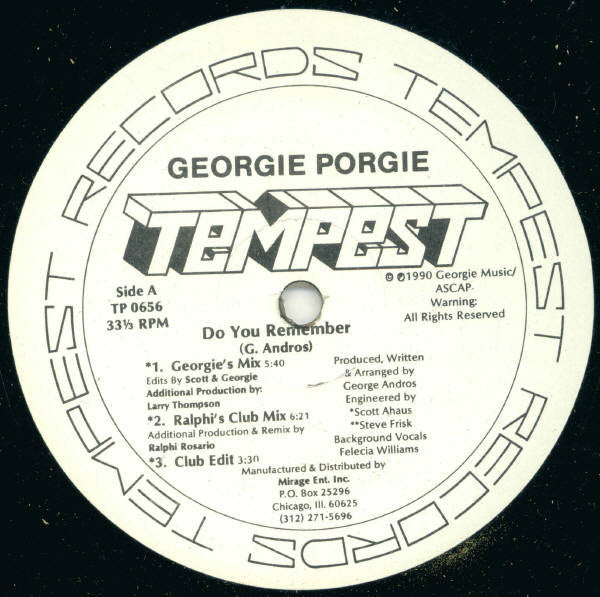 TEMPEST RECORDS TEMPEST RECORDS TEMPEST RECORDS
GEORGIE PORGIE
TEMPEST
Side A
TP 0656
33⅓ RPM
© ℗1990 Georgie Music/
ASCAP-
Warning:
All Rights Reserved
Do You Remember
(G. Andros)
*1. Georgie's Mix 5:40
Edits By Scott & Georgie
Additional Production by:
Larry Thompson
**2. Ralphi's Club Mix 6:21
Additional Production & Remix by
Ralphi Rosario
*3. Club Edit 3:30
Produced, Written
& Arranged by
George Andros
Engineered by
*Scott Ahaus
**Steve Frisk
Background Vocals
Felecia Williams
Manufactured & Distributed by
Mirage Ent. Inc.
P.O. Box 25296
Chicago, Ill. 60625
(312) 271-5696